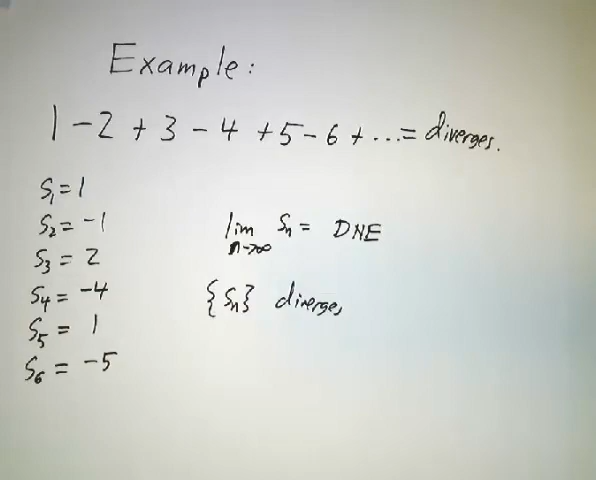 Example:
1 - 2 + 3 - 4 + 5 - 6 + ... = diverges.
S₁ = 1
S₂ = -1
S₃ = 2
S₄ = -4
S₅ = 1
S₆ = -5
lim Sₙ = DNE
n→∞
{Sₙ} diverges